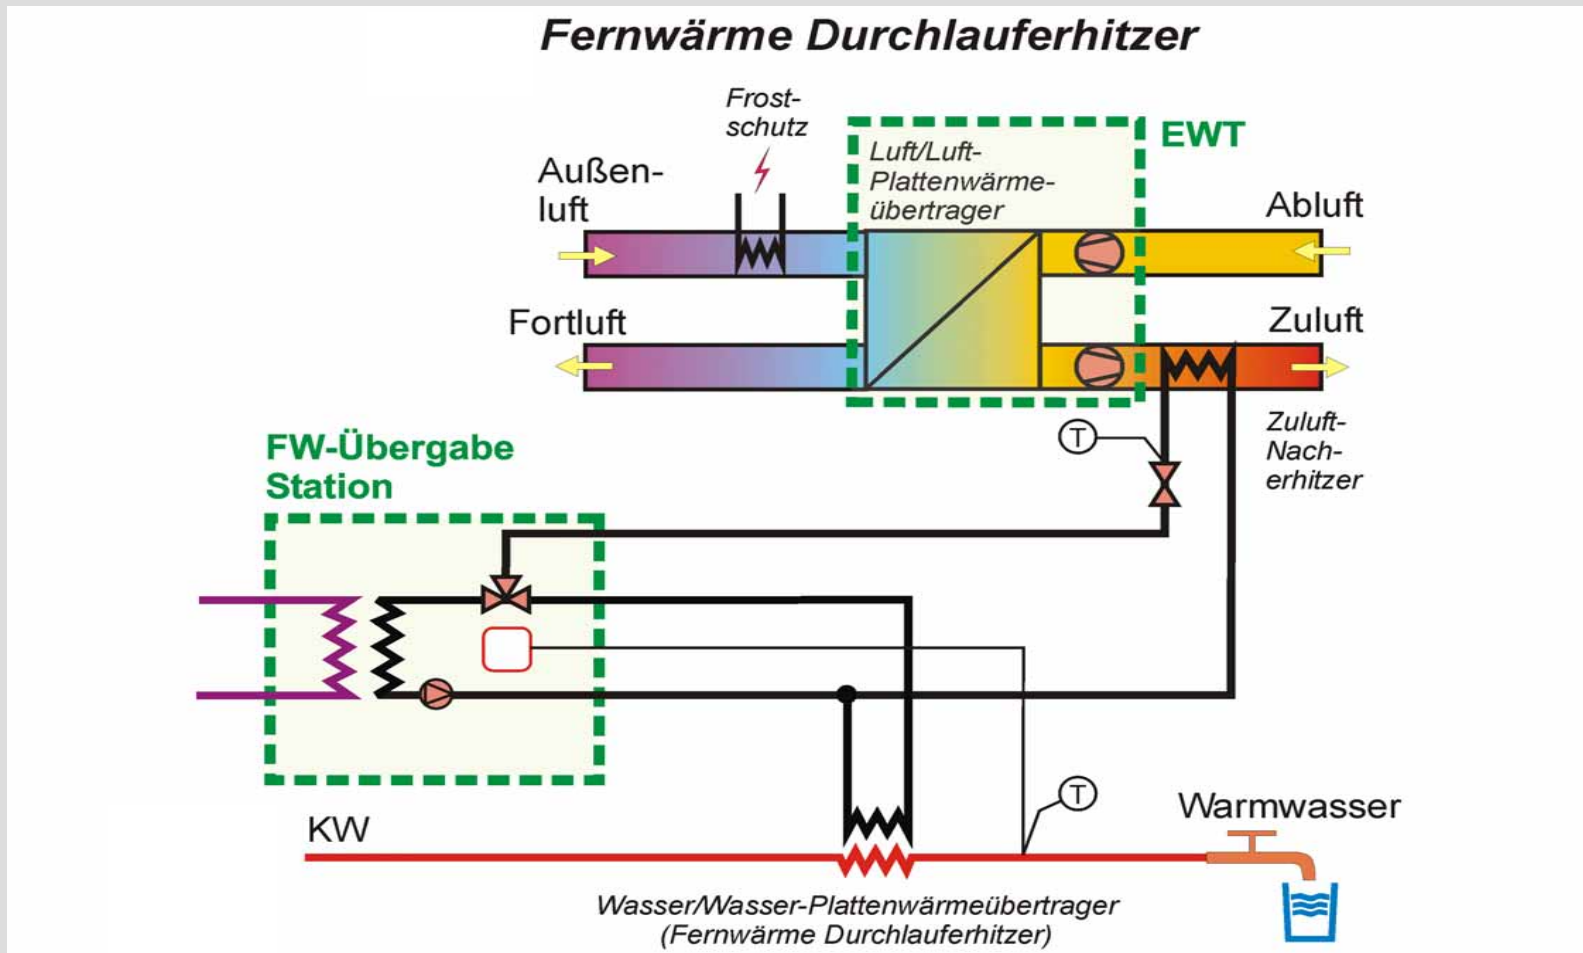 Fernwärme Durchlauferhitzer
Frost-
schutz
EWT
Luft/Luft-
Plattenwärme-
übertrager
Außen-
luft
Abluft
Fortluft
Zuluft
T
Zuluft-
Nach-
erhitzer
FW-Übergabe
Station
T
KW
Warmwasser
Wasser/Wasser-Plattenwärmeübertrager
(Fernwärme Durchlauferhitzer)